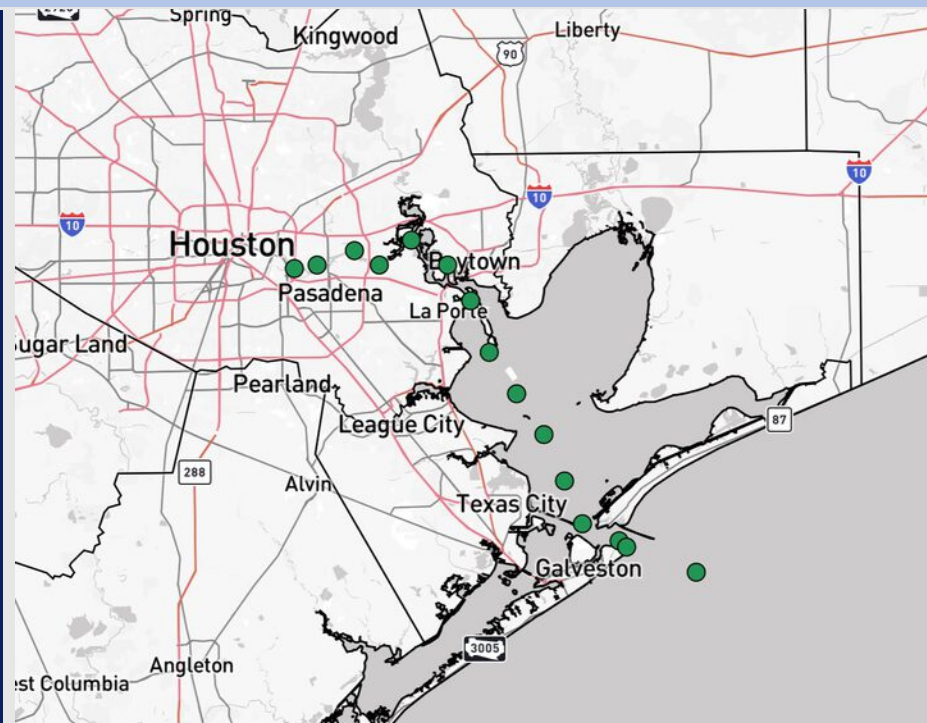 Spring
Kingwood
Liberty
90
10
10
10
Houston
Baytown
Pasadena
La Porte
ugar Land
Pearland
League City
87
288
Alvin
Texas City
Galveston
3005
Angleton
est Columbia